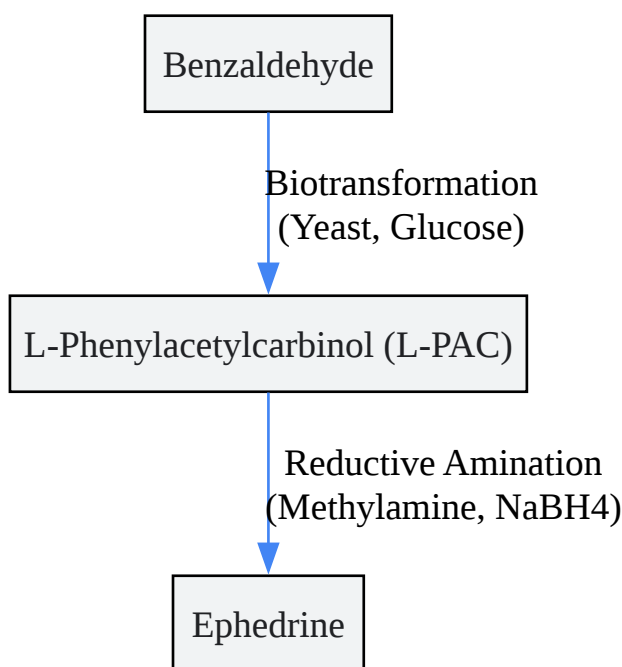 Benzaldehyde
Biotransformation
(Yeast, Glucose)
L-Phenylacetylcarbinol (L-PAC)
Reductive Amination
(Methylamine, NaBH4)
Ephedrine